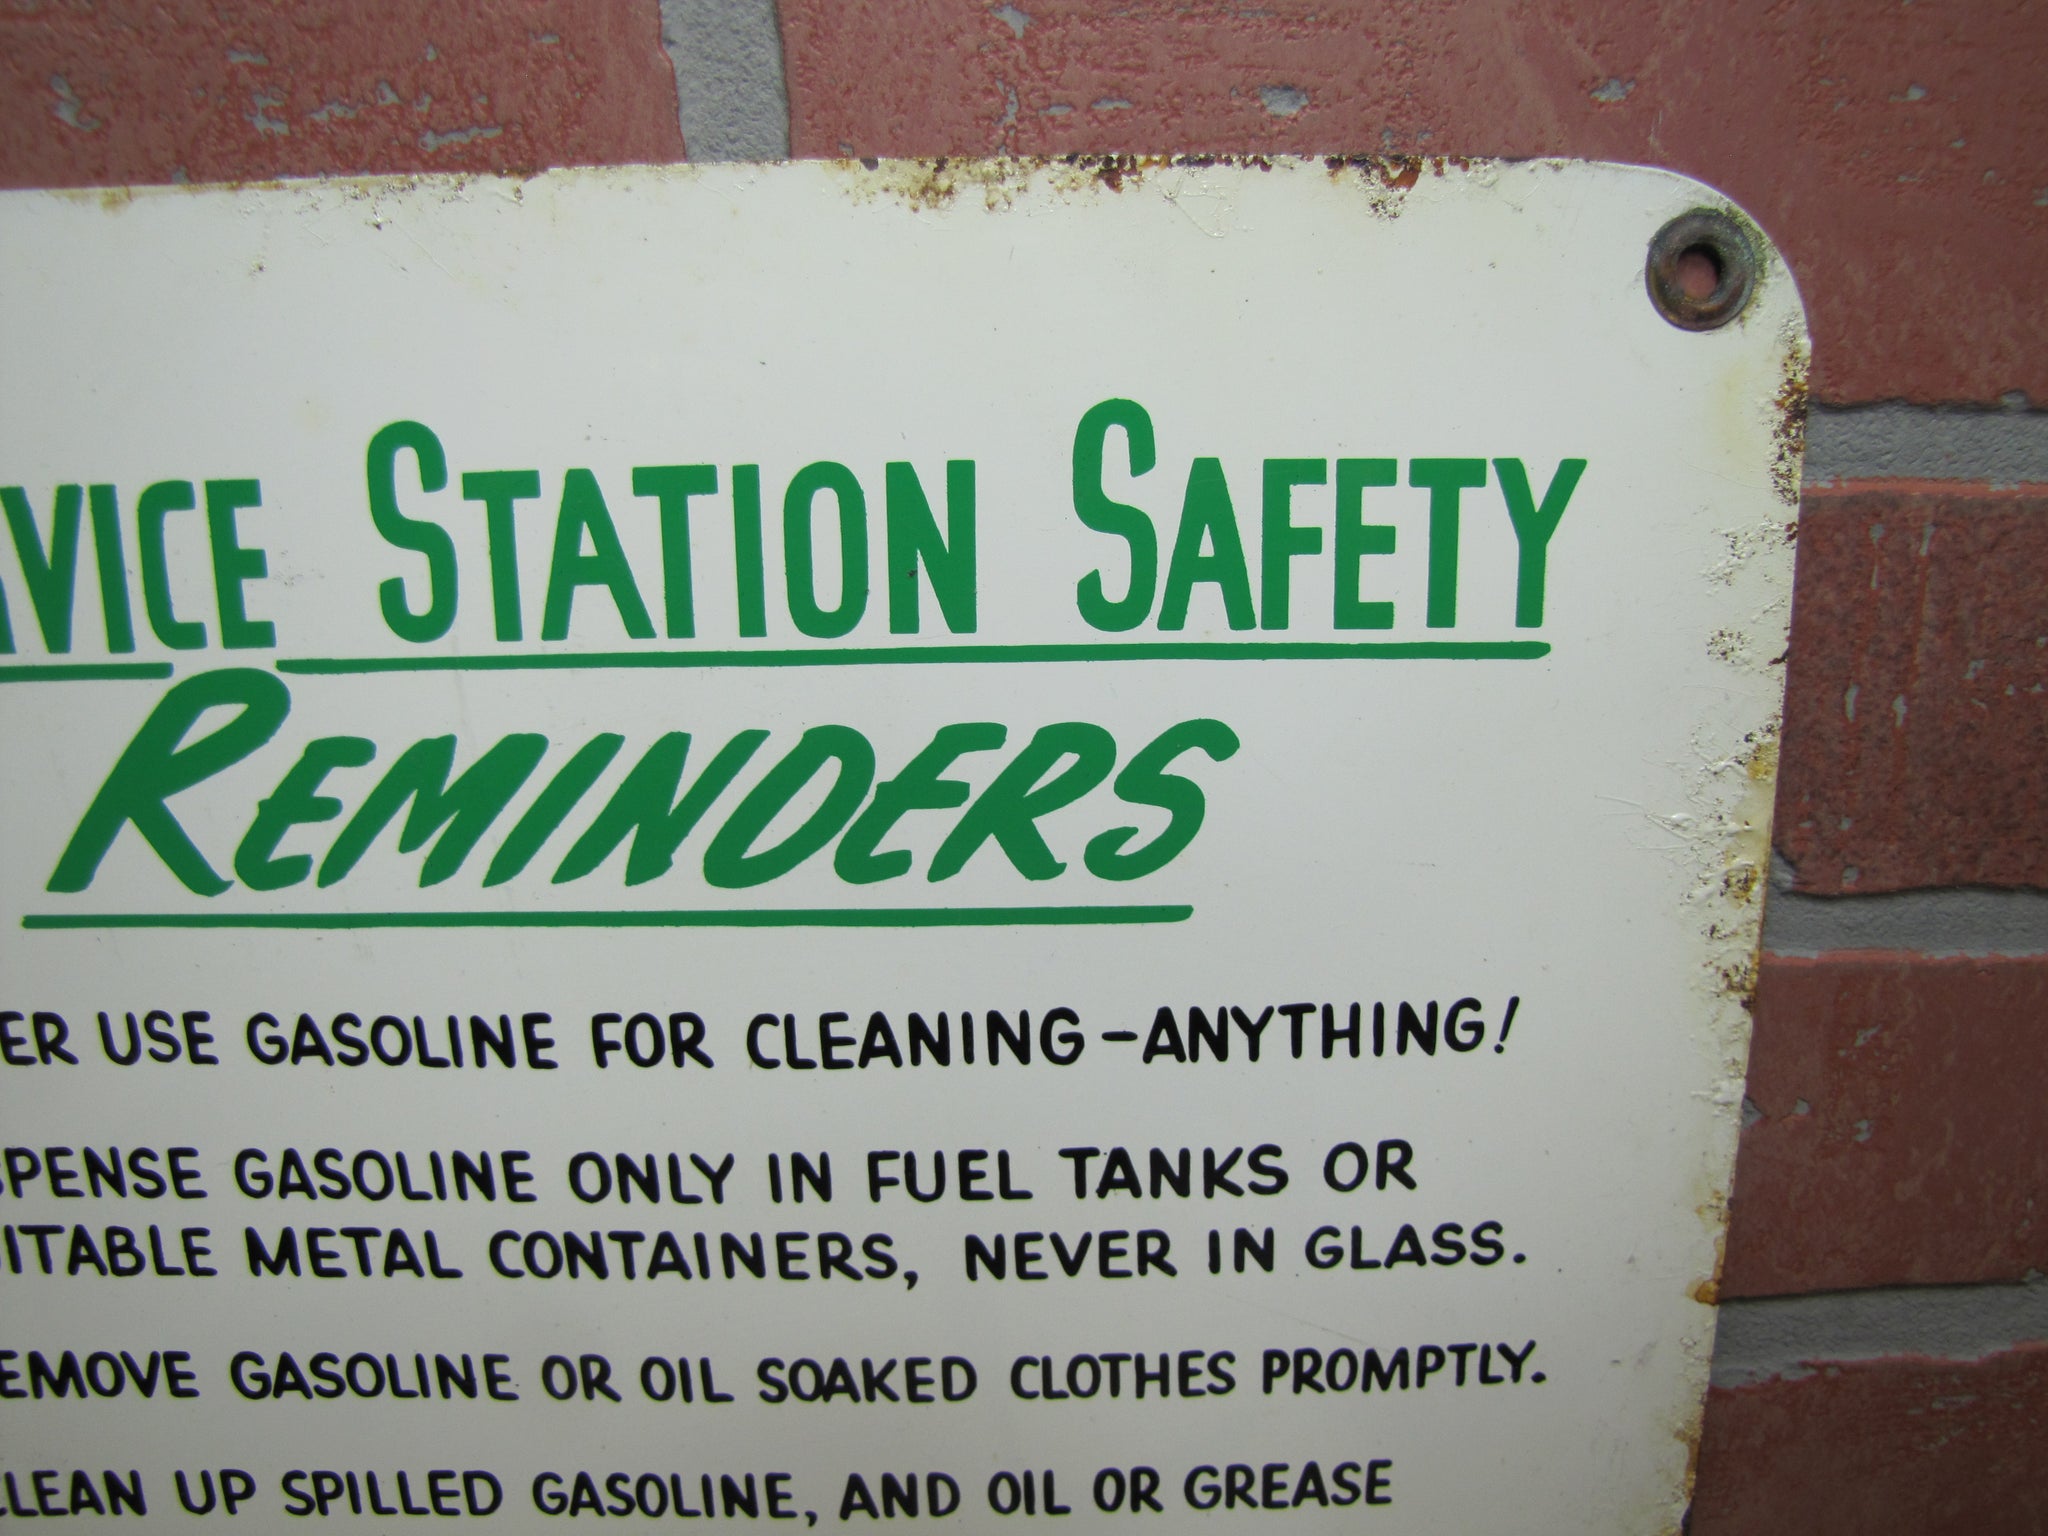 VICE STATION SAFETY
REMINDERS
ER USE GASOLINE FOR CLEANING-ANYTHING!
SPENSE GASOLINE ONLY IN FUEL TANKS OR
ITABLE METAL CONTAINERS, NEVER IN GLASS.
EMOVE GASOLINE OR OIL SOAKED CLOTHES PROMPTLY.
CLEAN UP SPILLED GASOLINE, AND OIL OR GREASE